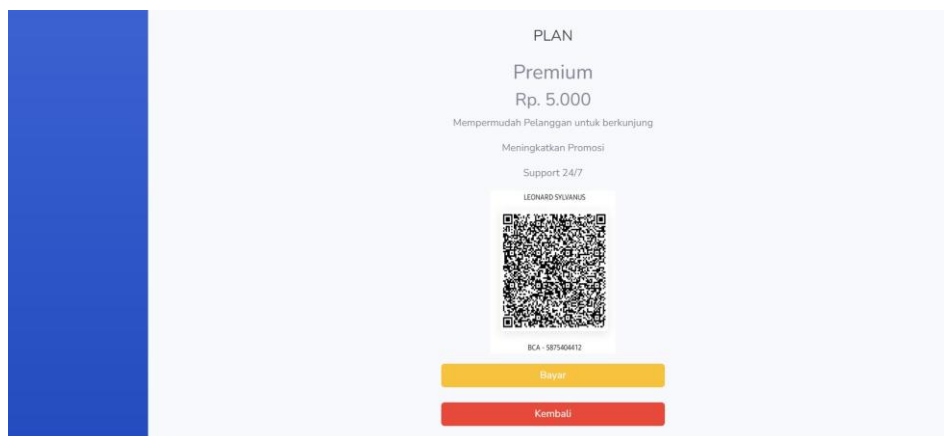 PLAN
Premium
Rp. 5.000
Mempermudah Pelanggan untuk berkunjung
Meningkatkan Promosi
Support 24/7
LEONARD SYLVANUS
BCA - 5875404412
Bayar
Kembali